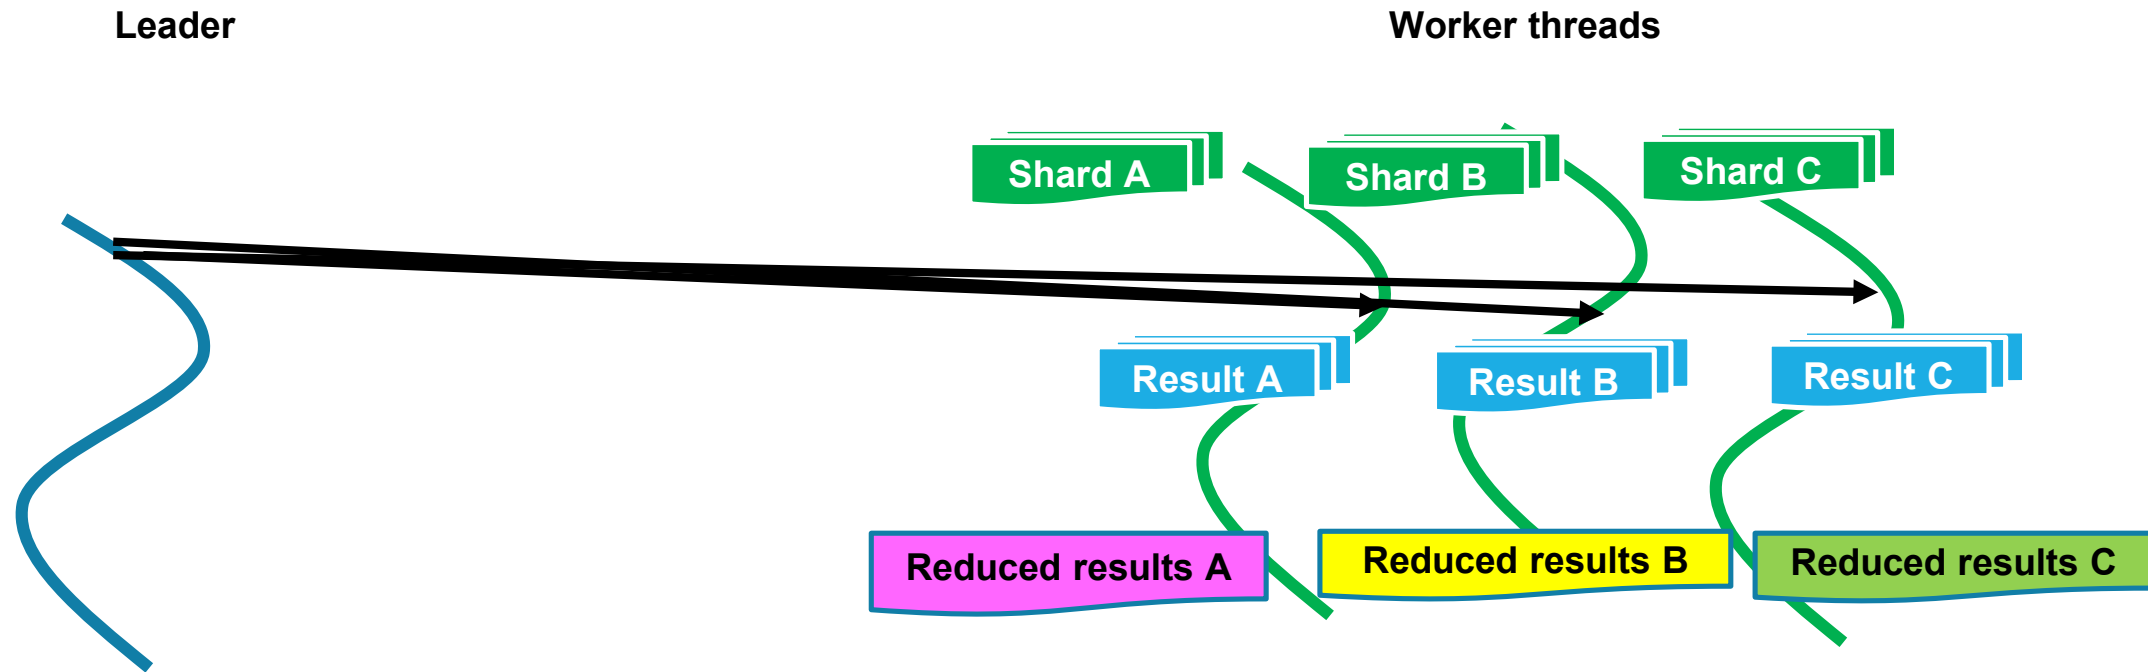 Leader
Worker threads
Shard A
Shard B
Shard C
Result A
Result B
Result C
Reduced results A
Reduced results B
Reduced results C